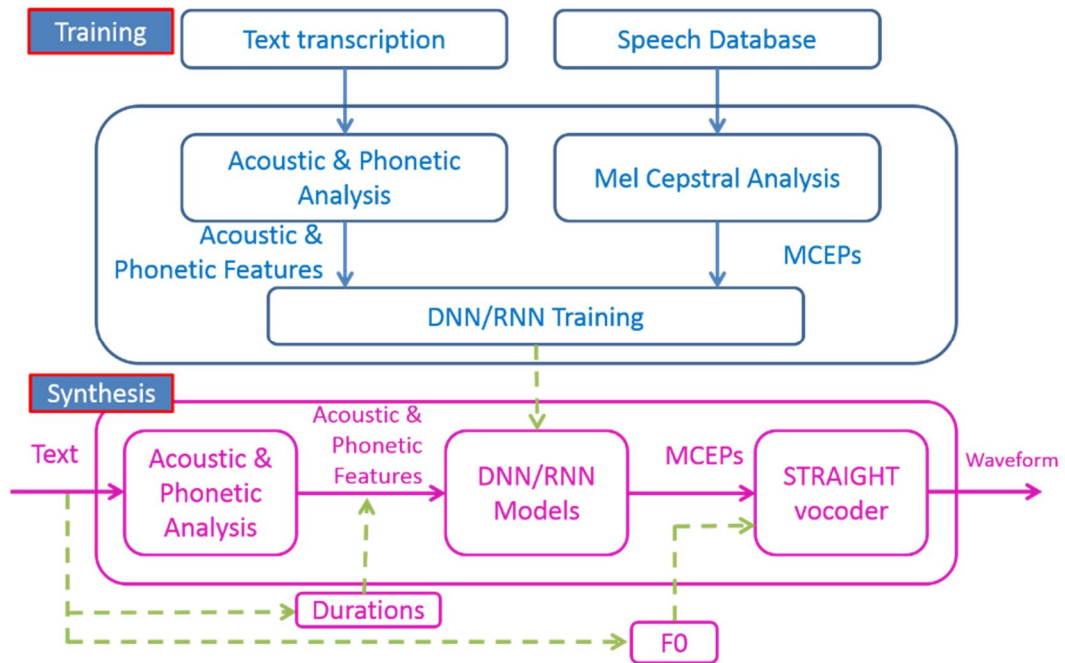 Training
Text transcription
Speech Database
Acoustic & Phonetic
Analysis
Mel Cepstral Analysis
Acoustic &
Phonetic Features
MCEPs
DNN/RNN Training
Synthesis
Text
Acoustic &
Phonetic
Analysis
Acoustic &
Phonetic
Features
DNN/RNN
Models
MCEPs
STRAIGHT
vocoder
Waveform
Durations
F0